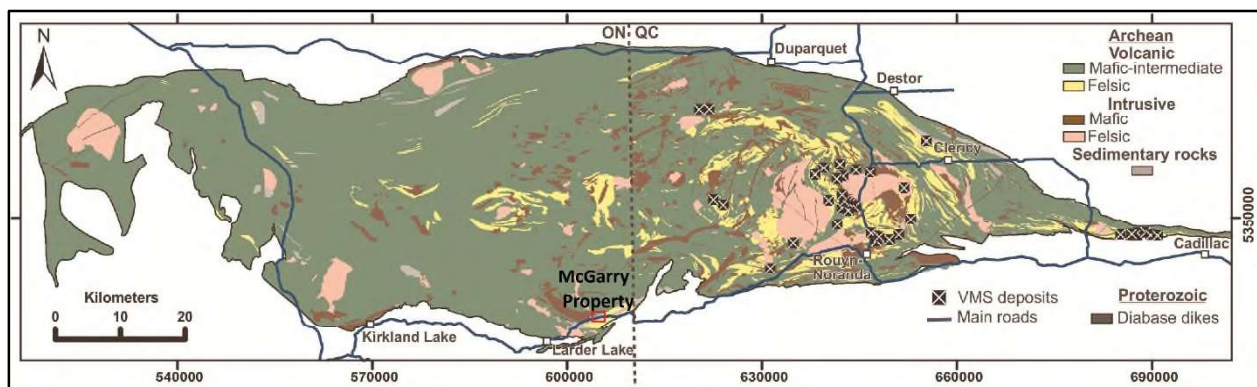 N
ON QC
Duparquet
Destor
Clericy
Cadillac
Rouyn-
Noranda
McGarry
Property
Kirkland Lake
Larder Lake
Kilometers
0 10 20
Archean
Volcanic
Mafic-intermediate
Felsic
Intrusive
Mafic
Felsic
Sedimentary rocks
VMS deposits
Main roads
Proterozoic
Diabase dikes
5350000
540000 570000 600000 630000 660000 690000